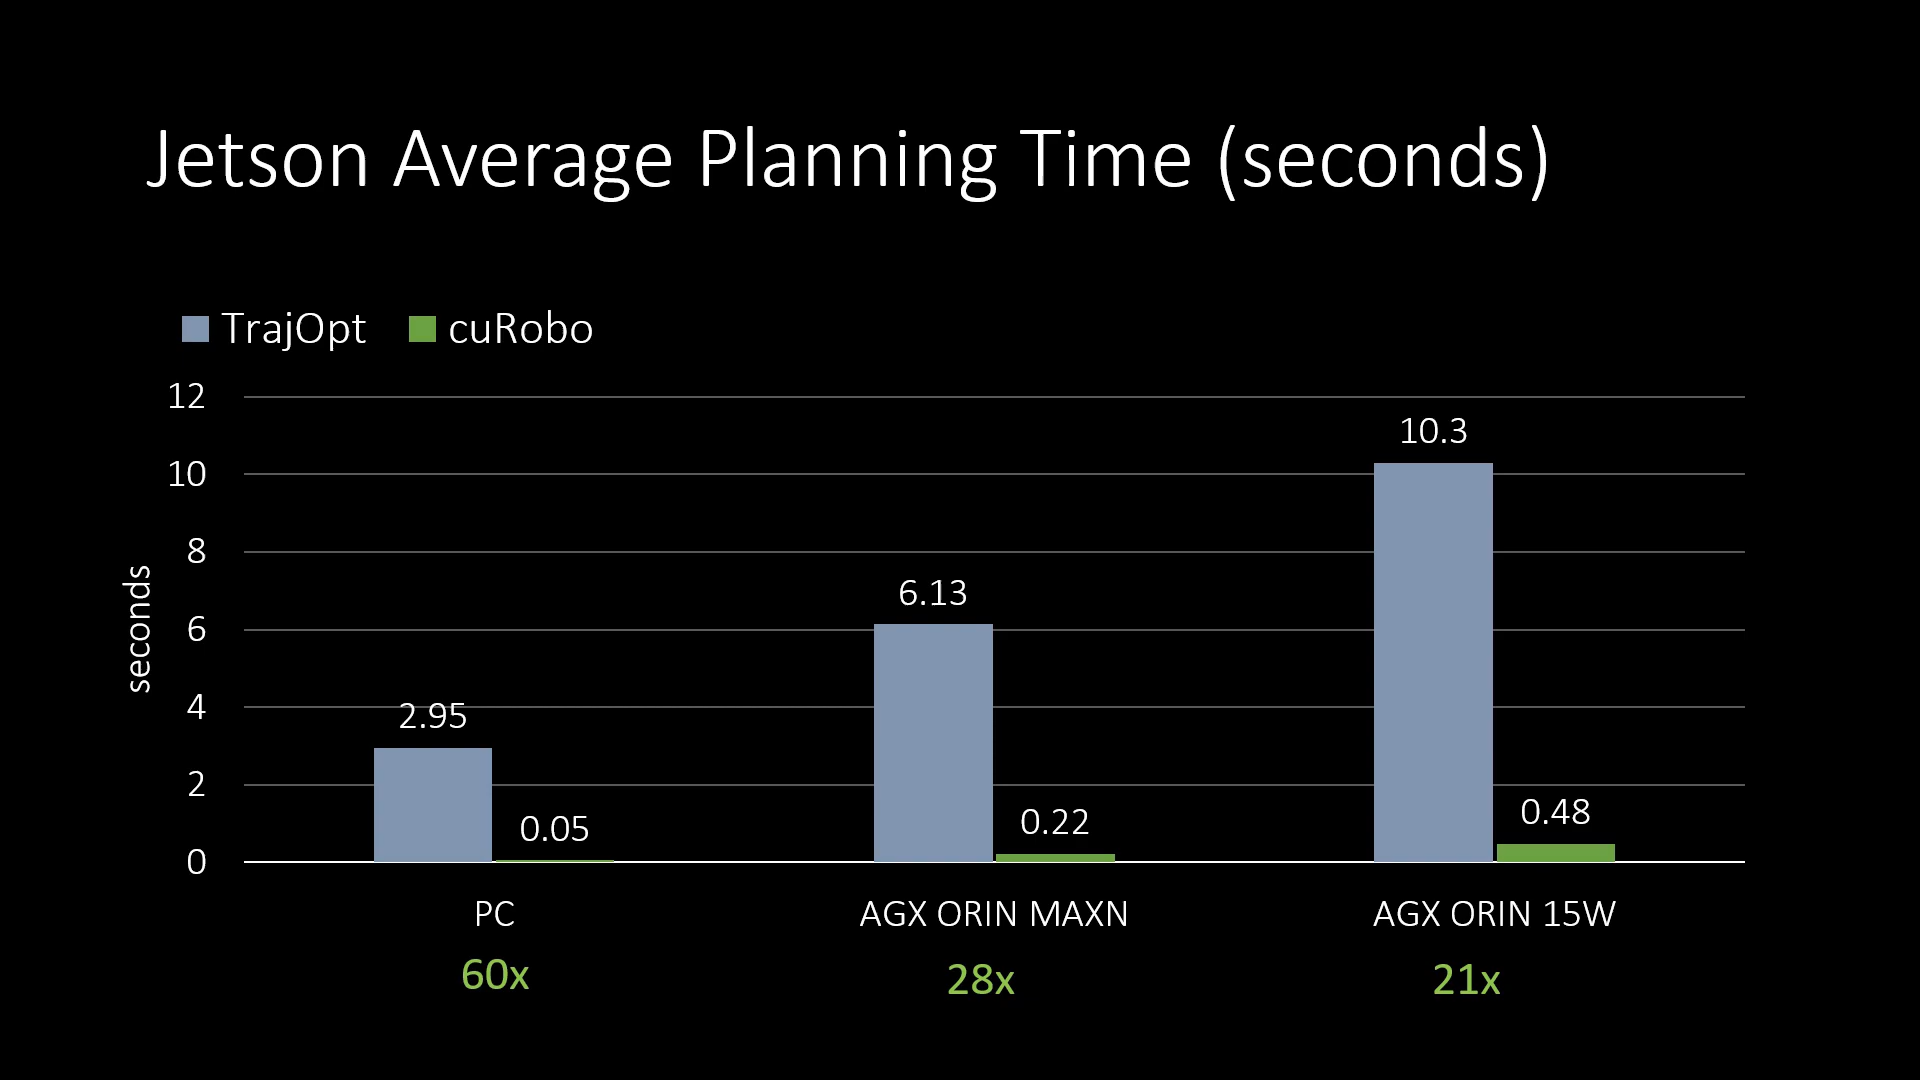 Jetson Average Planning Time (seconds)
TrajOpt cuRobo
seconds
12
10
8
6
4
2
0
2.95
0.05
6.13
0.22
10.3
0.48
PC
AGX ORIN MAXN
AGX ORIN 15W
60x
28x
21x